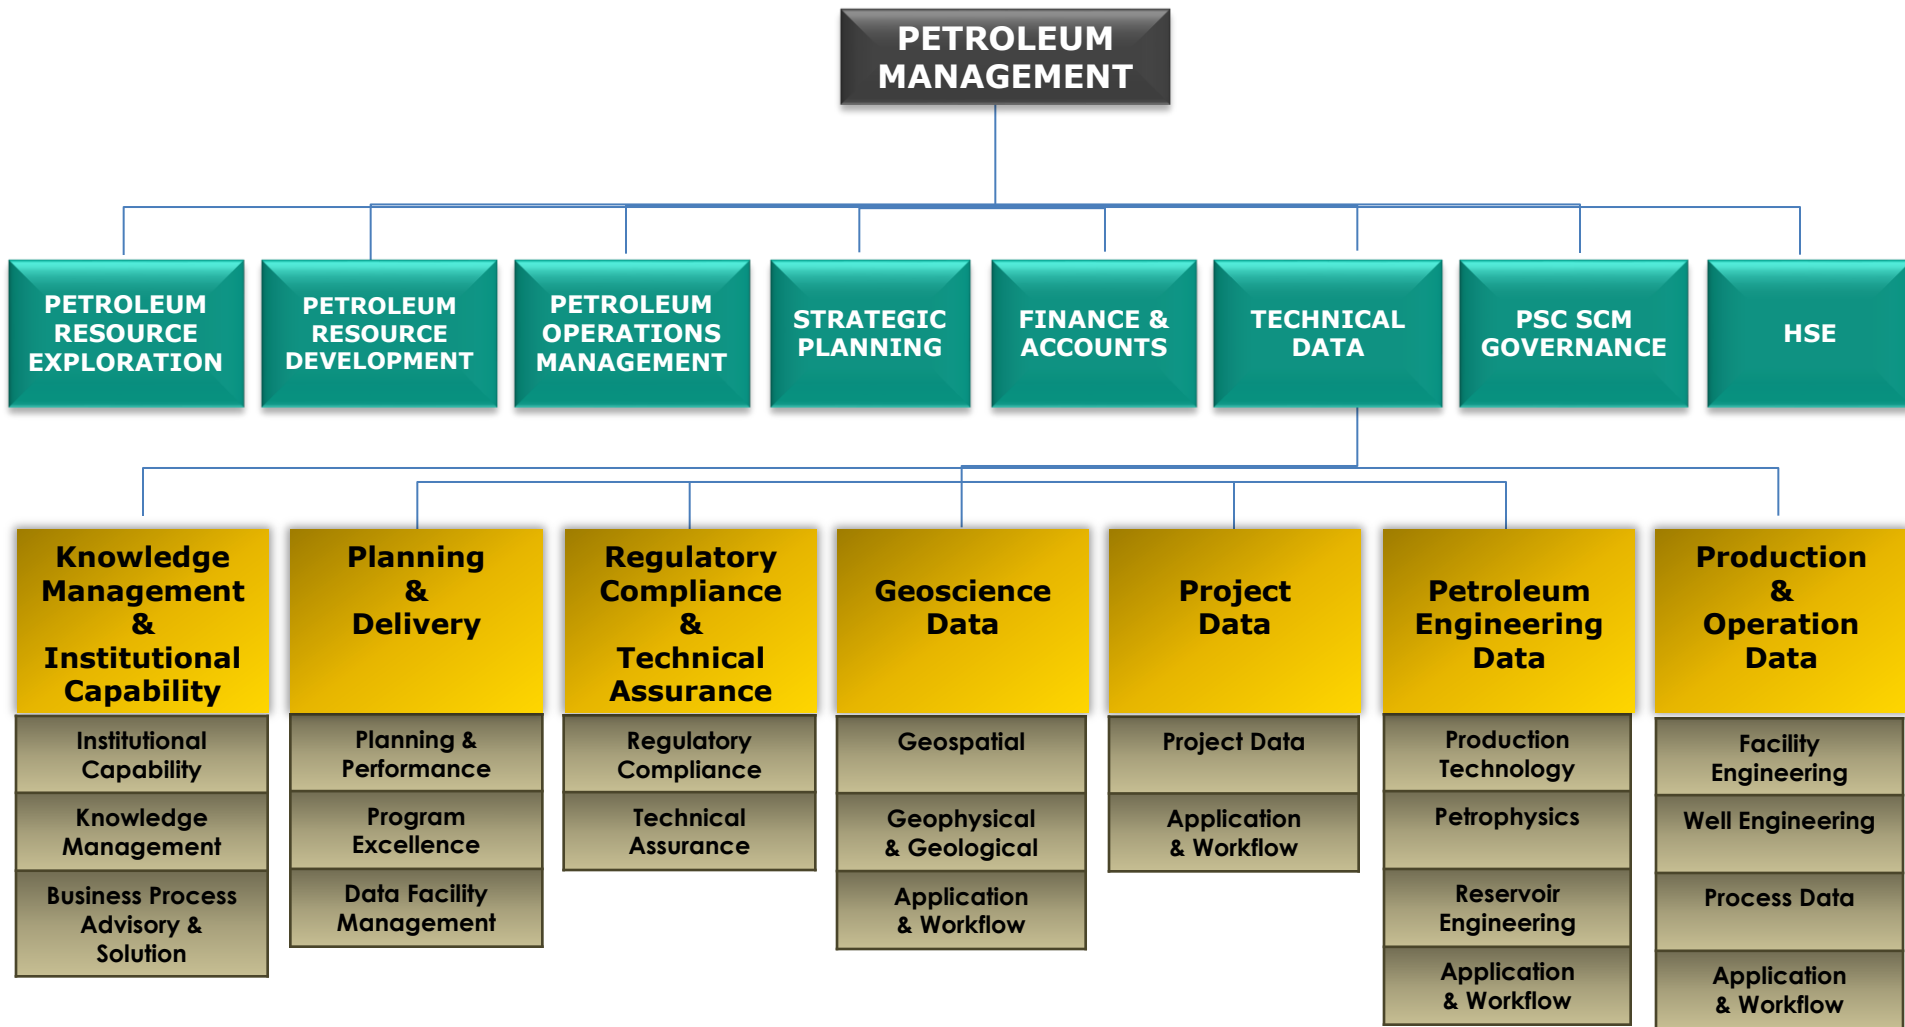 PETROLEUM
MANAGEMENT
PETROLEUM
RESOURCE
EXPLORATION
PETROLEUM
RESOURCE
DEVELOPMENT
PETROLEUM
OPERATIONS
MANAGEMENT
STRATEGIC
PLANNING
FINANCE &
ACCOUNTS
TECHNICAL
DATA
PSC SCM
GOVERNANCE
HSE
Knowledge
Management
&
Institutional
Capability
Institutional
Capability
Knowledge
Management
Business Process
Advisory &
Solution
Planning
&
Delivery
Planning &
Performance
Program
Excellence
Data Facility
Management
Regulatory
Compliance
&
Technical
Assurance
Regulatory
Compliance
Technical
Assurance
Geoscience
Data
Geospatial
Geophysical
& Geological
Application
& Workflow
Project
Data
Project Data
Application
& Workflow
Petroleum
Engineering
Data
Production
Technology
Petrophysics
Reservoir
Engineering
Application
& Workflow
Production
&
Operation
Data
Facility
Engineering
Well Engineering
Process Data
Application
& Workflow